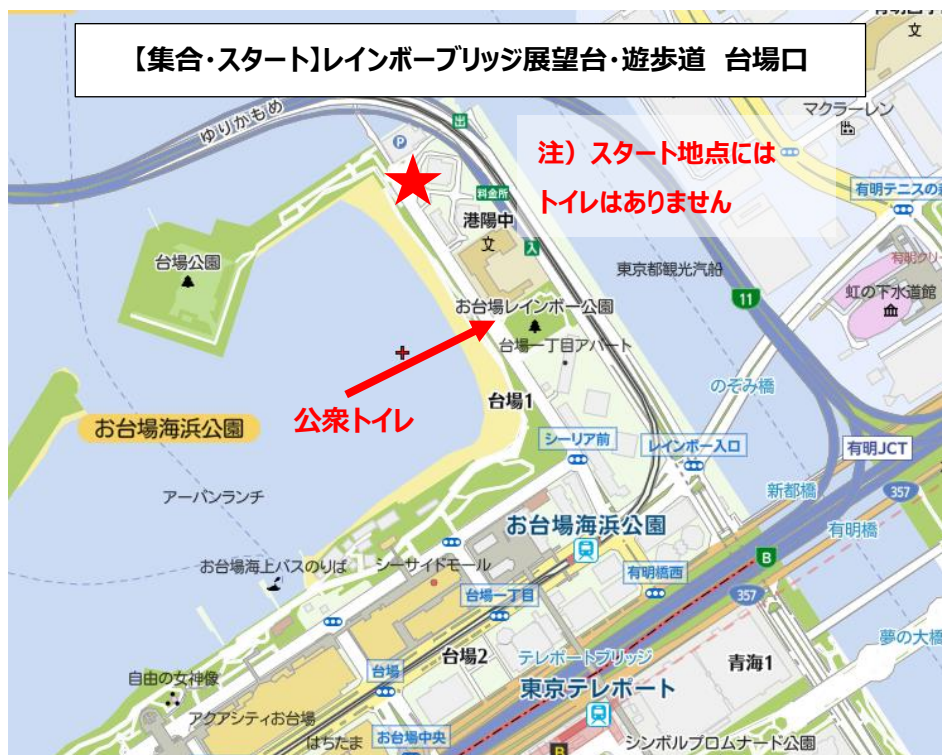 【集合・スタート】レインボーブリッジ展望台・遊歩道 台場口
文
マクラーレン
ゆりかもめ
出
P
注）スタート地点には
トイレはありません
料金所
有明テニスの
港陽中
文
入
台場公園
東京都観光汽船
有明クリ
虹の下水道館
11
お台場レインボー公園
台場一丁目アパート
のぞみ橋
公衆トイレ
台場1
お台場海浜公園
シーリア前
レインボー入口
有明JCT
アーバンランチ
新都橋
357
有明橋
お台場海浜公園
お台場海上バスのりば
シーサイドモール
B
有明橋西
台場一丁目
357
夢の大橋
台場2
テレポートブリッジ
青海1
自由の女神像
台場
東京テレポート
アクアシティお台場
はちたま
お台場中央
B
シンボルプロムナード公園